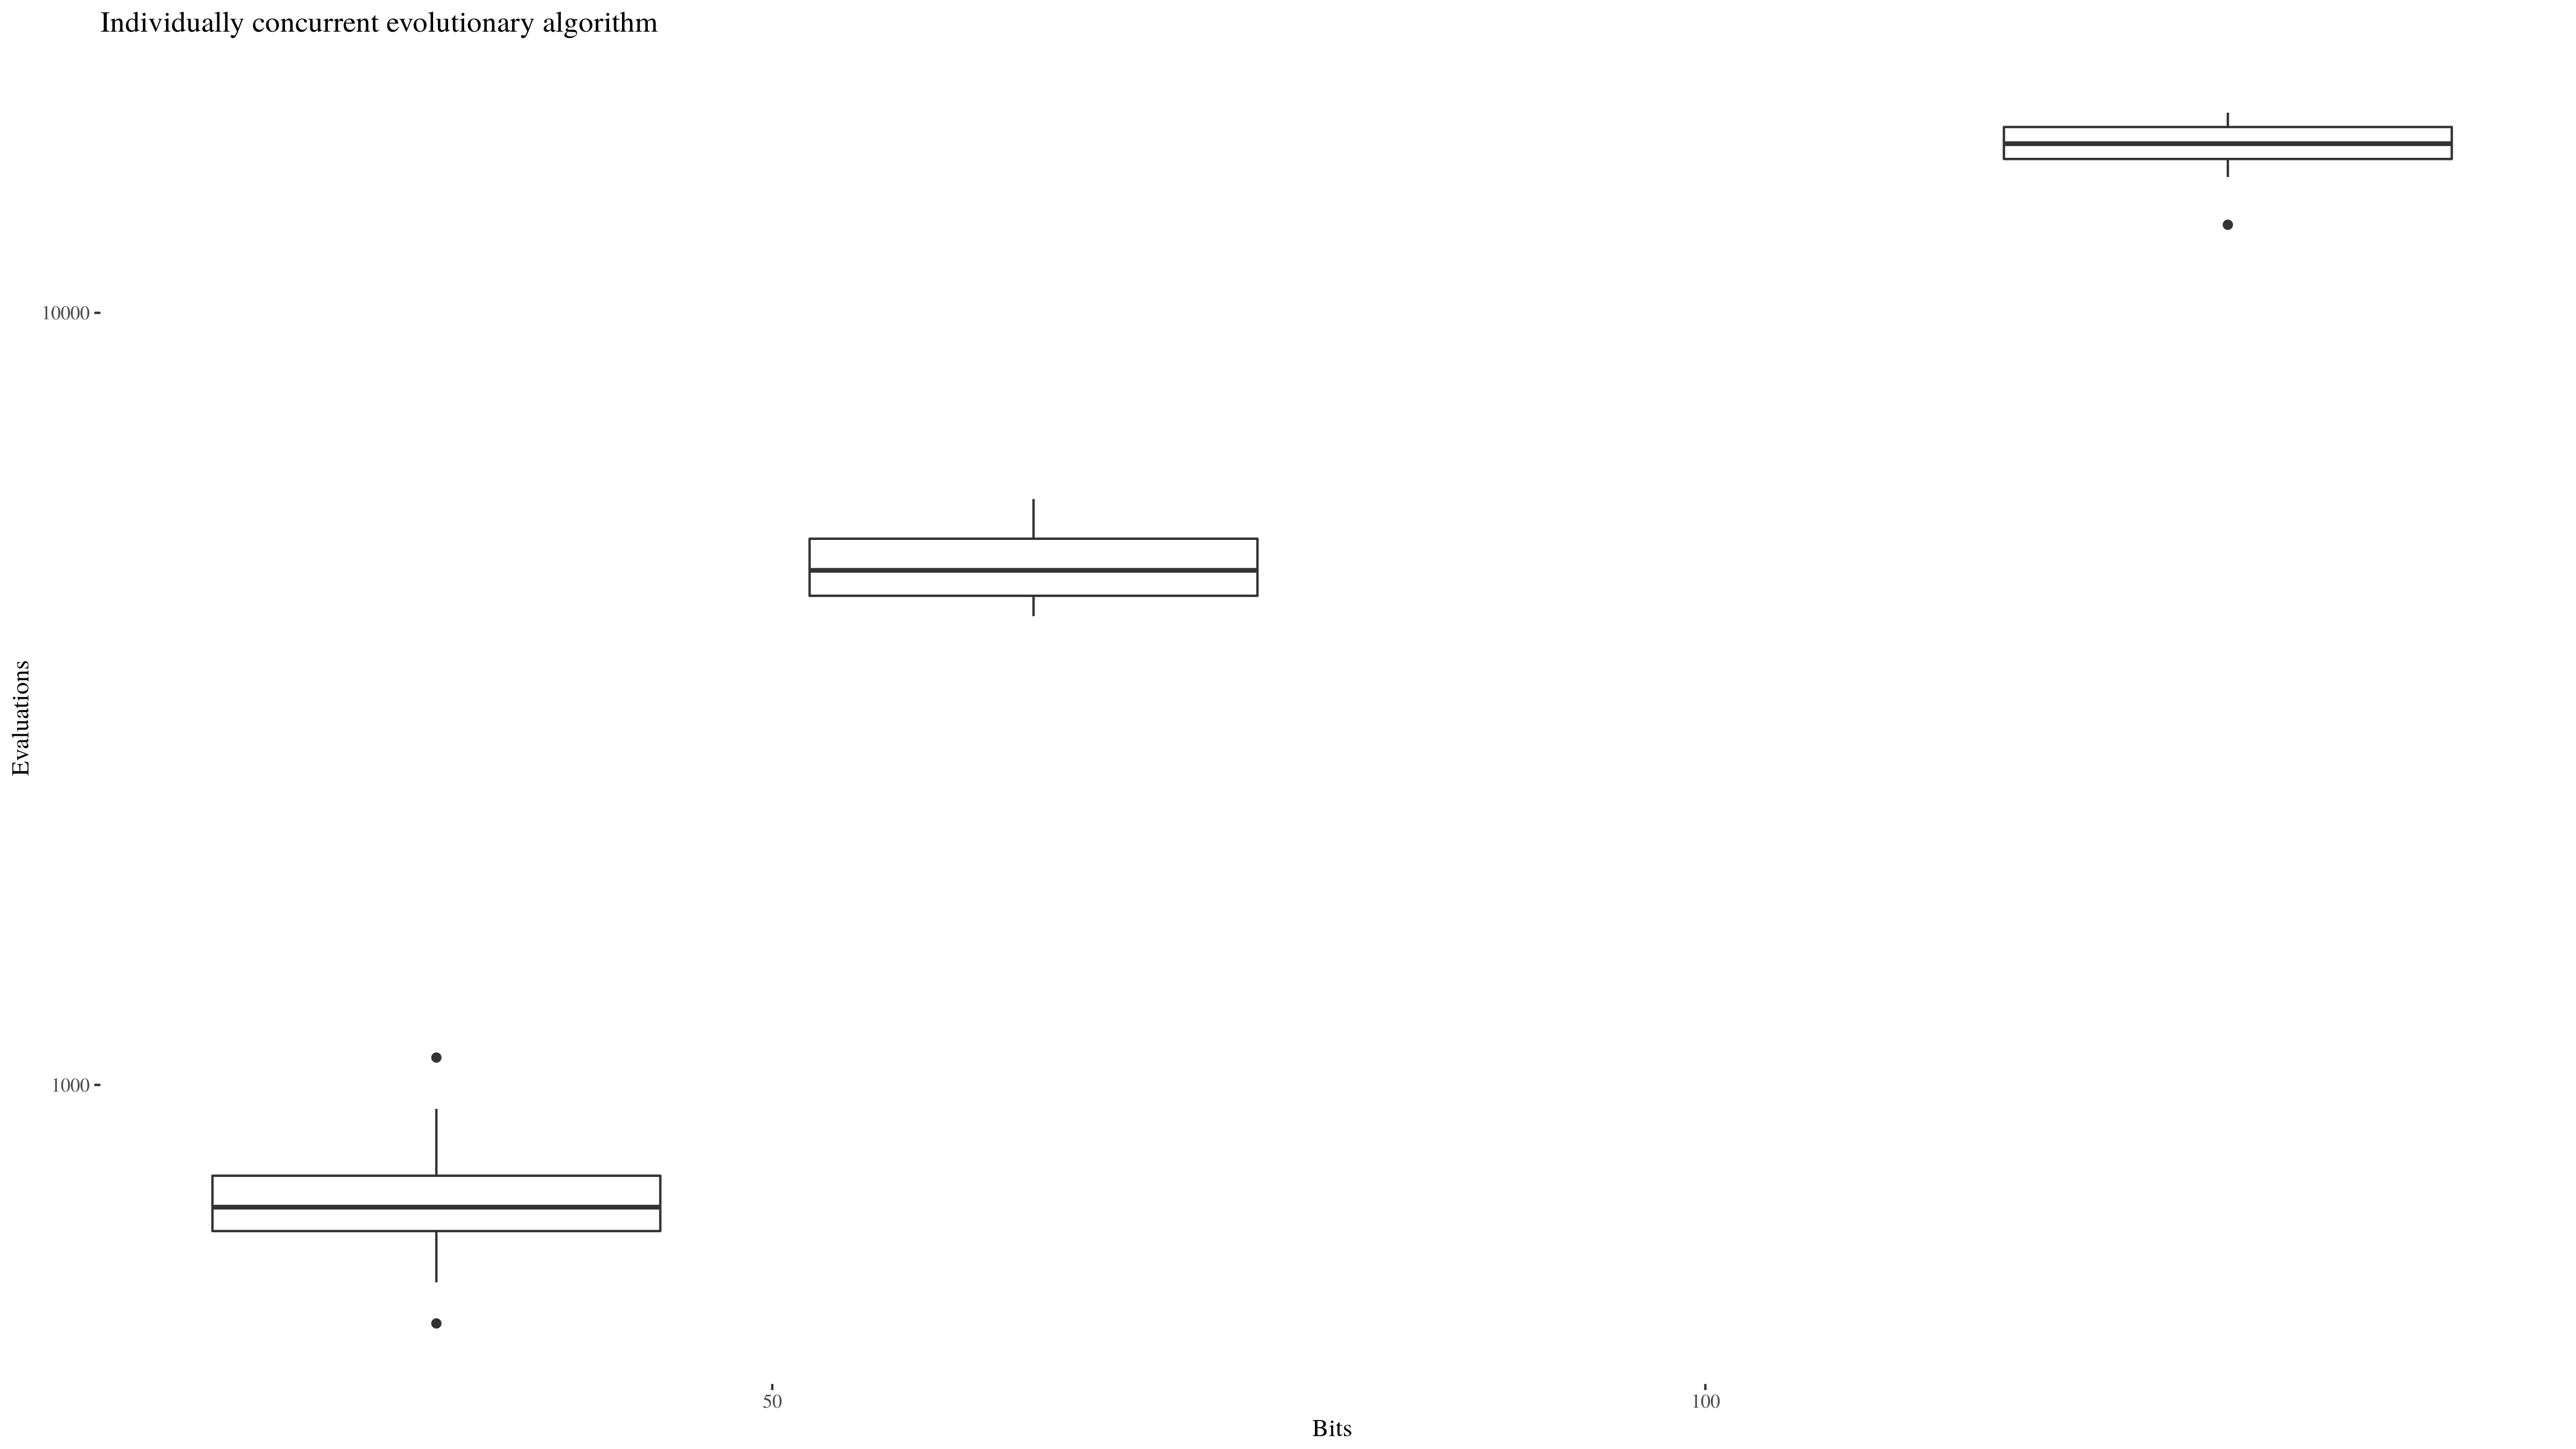 Individually concurrent evolutionary algorithm
10000
Evaluations
1000
50
100
Bits